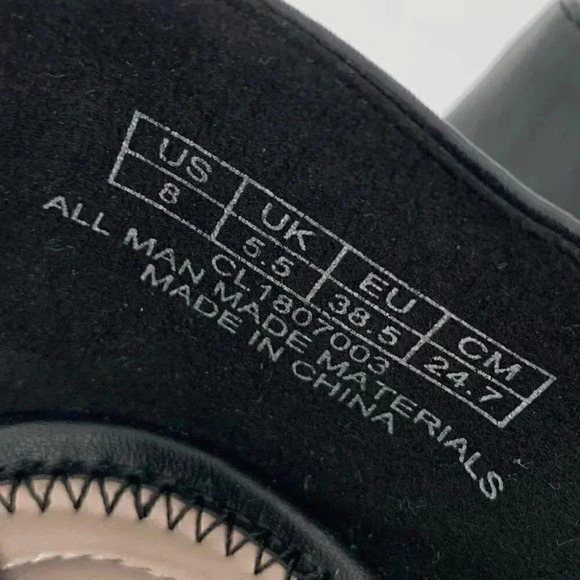 US UK EU CM
8 5.5 38.5 24.7
CL1807003
ALL MAN MADE MATERIALS
MADE IN CHINA